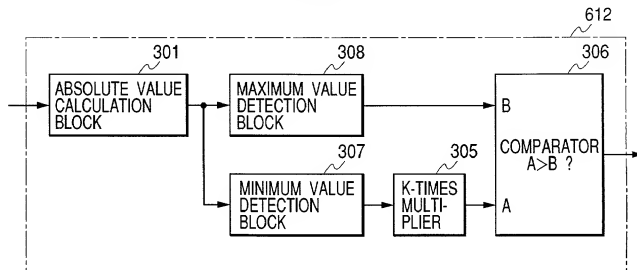 612
301
ABSOLUTE VALUE
CALCULATION
BLOCK
308
MAXIMUM VALUE
DETECTION
BLOCK
306
B
COMPARATOR
A>B ?
A
307
MINIMUM VALUE
DETECTION
BLOCK
305
K-TIMES
MULTI-
PLIER